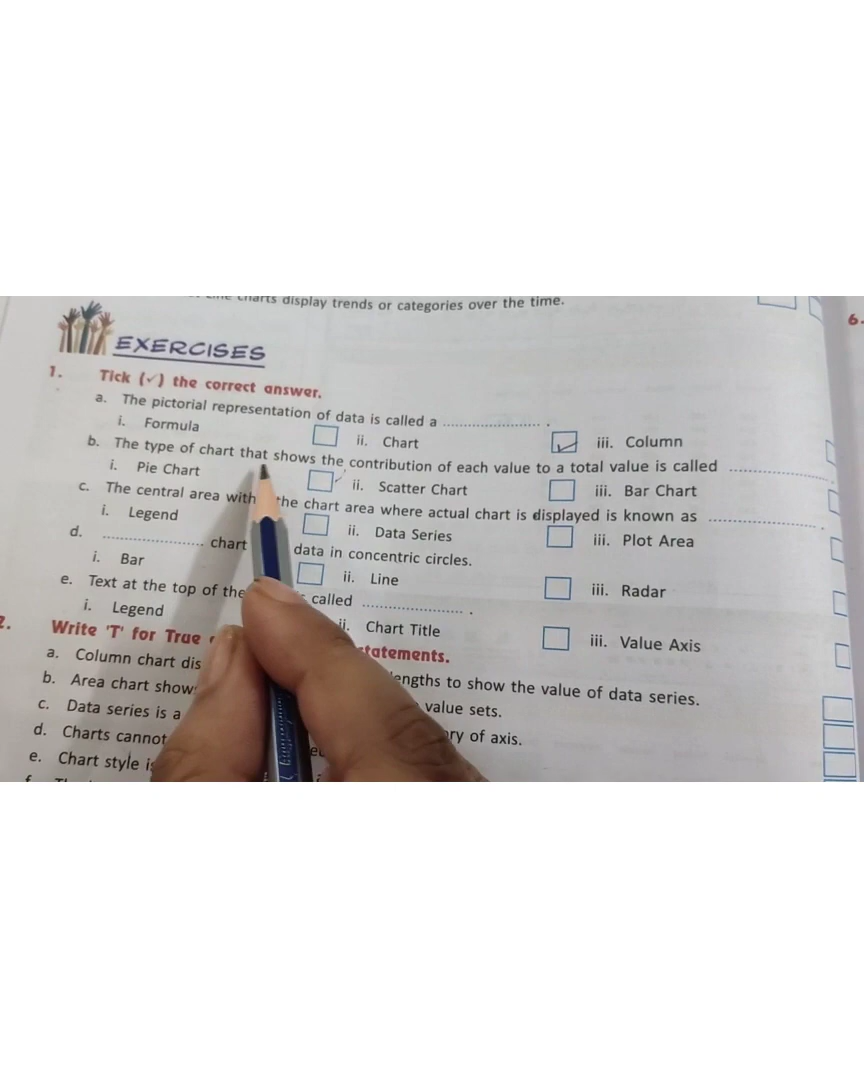 charts display trends or categories over the time.
6.
EXERCISES
1. Tick (✓) the correct answer.
a. The pictorial representation of data is called a ........................ .
i. Formula ii. Chart iii. Column
b. The type of chart that shows the contribution of each value to a total value is called ........................
i. Pie Chart ii. Scatter Chart iii. Bar Chart
c. The central area with the chart area where actual chart is displayed is known as ........................ .
i. Legend ii. Data Series iii. Plot Area
d. ........................ chart data in concentric circles.
i. Bar ii. Line iii. Radar
e. Text at the top of the called ........................ .
i. Legend ii. Chart Title iii. Value Axis
2. Write 'T' for True statements.
a. Column chart lengths to show the value of data series.
b. Area chart value sets.
c. Data series is a of axis.
d. Charts cannot
e. Chart style